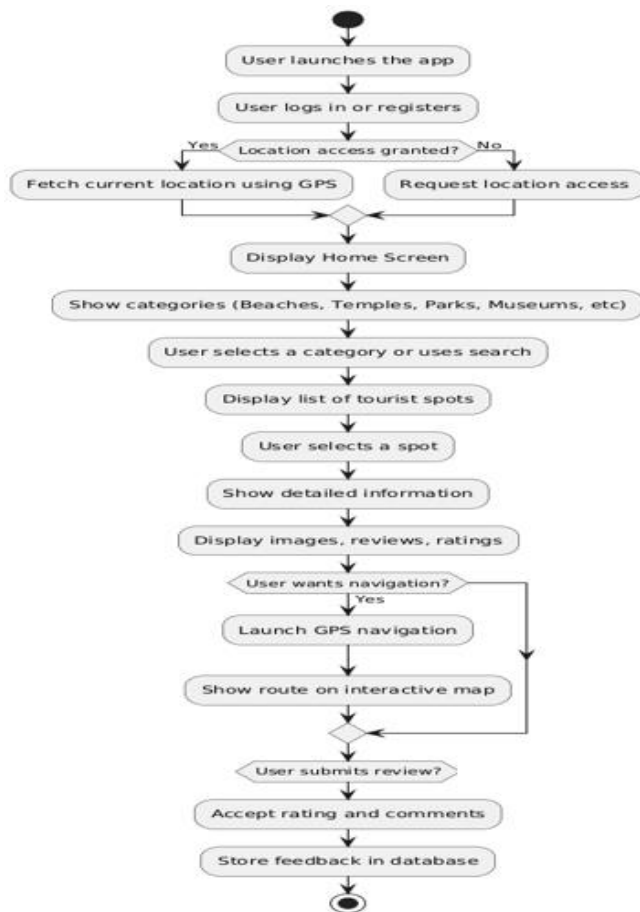 User launches the app
User logs in or registers
Yes
Location access granted?
No
Fetch current location using GPS
Request location access
Display Home Screen
Show categories (Beaches, Temples, Parks, Museums, etc)
User selects a category or uses search
Display list of tourist spots
User selects a spot
Show detailed information
Display images, reviews, ratings
User wants navigation?
Yes
Launch GPS navigation
Show route on interactive map
User submits review?
Accept rating and comments
Store feedback in database